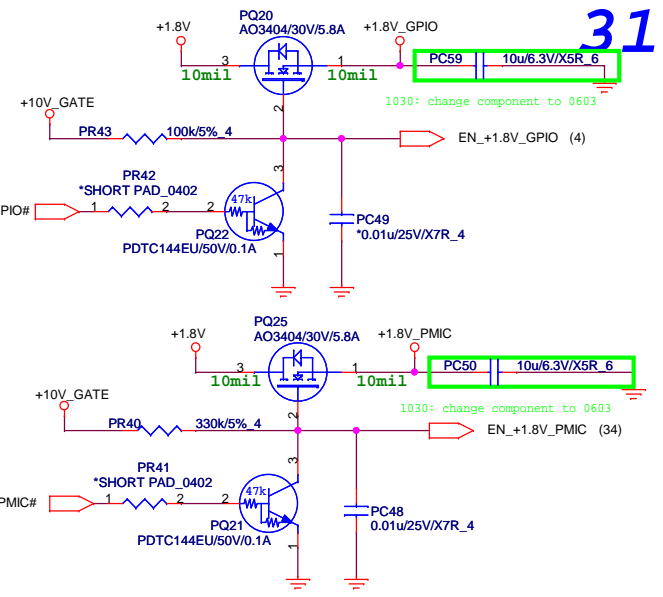 31
PQ20
AO3404/30V/5.8A
+1.8V
+1.8V_GPIO
3
1
PC59
10u/6.3V/X5R_6
10mil
10mil
1030: change component to 0603
+10V_GATE
2
PR43
100k/5%_4
EN_+1.8V_GPIO (4)
3
PR42
*SHORT PAD_0402
PIO#
1
2
2
47k
PC49
*0.01u/25V/X7R_4
PQ22
PDTC144EU/50V/0.1A
1
PQ25
AO3404/30V/5.8A
+1.8V
+1.8V_PMIC
3
1
PC50
10u/6.3V/X5R_6
10mil
10mil
1030: change component to 0603
+10V_GATE
2
PR40
330k/5%_4
EN_+1.8V_PMIC (34)
3
PR41
*SHORT PAD_0402
PMIC#
1
2
2
47k
PC48
0.01u/25V/X7R_4
PQ21
PDTC144EU/50V/0.1A
1